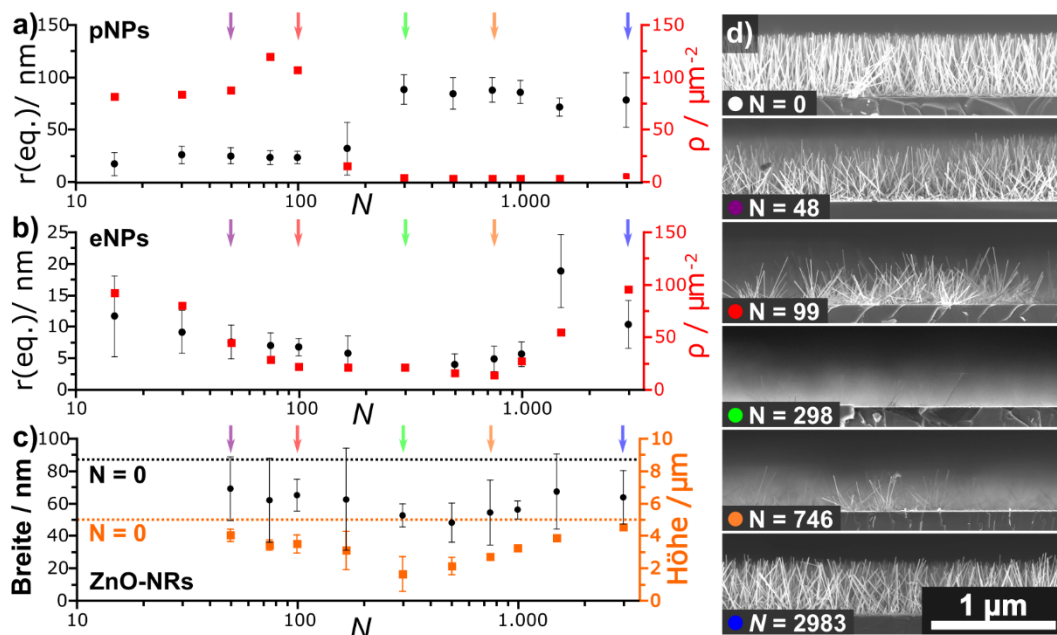 a)
pNPs
r(eq.)/ nm
150
100
50
25
0
150
100
50
25
0
ρ / µm⁻²
10
100
1.000
N
b)
eNPs
r(eq.)/ nm
25
20
15
10
5
0
150
100
50
0
ρ / µm⁻²
10
100
1.000
N
c)
Breite / nm
100
80
60
40
20
0
10
8
6
4
2
0
Höhe / µm
N = 0
N = 0
ZnO-NRs
10
100
1.000
N
d)
N = 0
N = 48
N = 99
N = 298
N = 746
N = 2983
1 µm